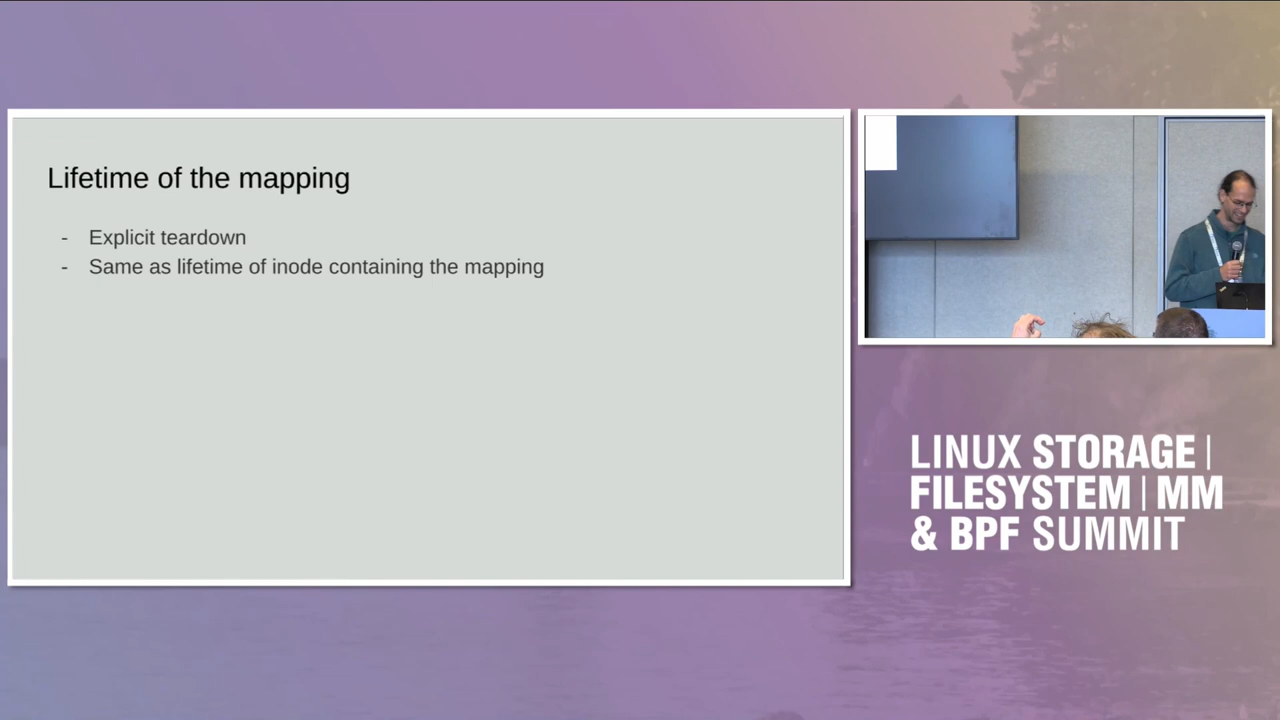 Lifetime of the mapping
- Explicit teardown
- Same as lifetime of inode containing the mapping
LINUX STORAGE |
FILESYSTEM | MM
& BPF SUMMIT